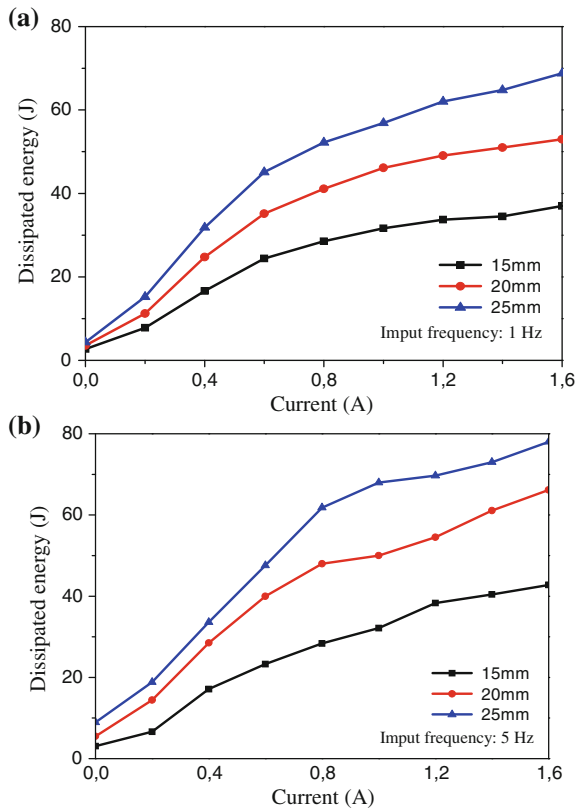 (a)
80
60
40
20
0
Dissipated energy (J)
15mm
20mm
25mm
Imput frequency: 1 Hz
0,0 0,4 0,8 1,2 1,6
Current (A)
(b)
80
60
40
20
0
Dissipated energy (J)
15mm
20mm
25mm
Imput frequency: 5 Hz
0,0 0,4 0,8 1,2 1,6
Current (A)